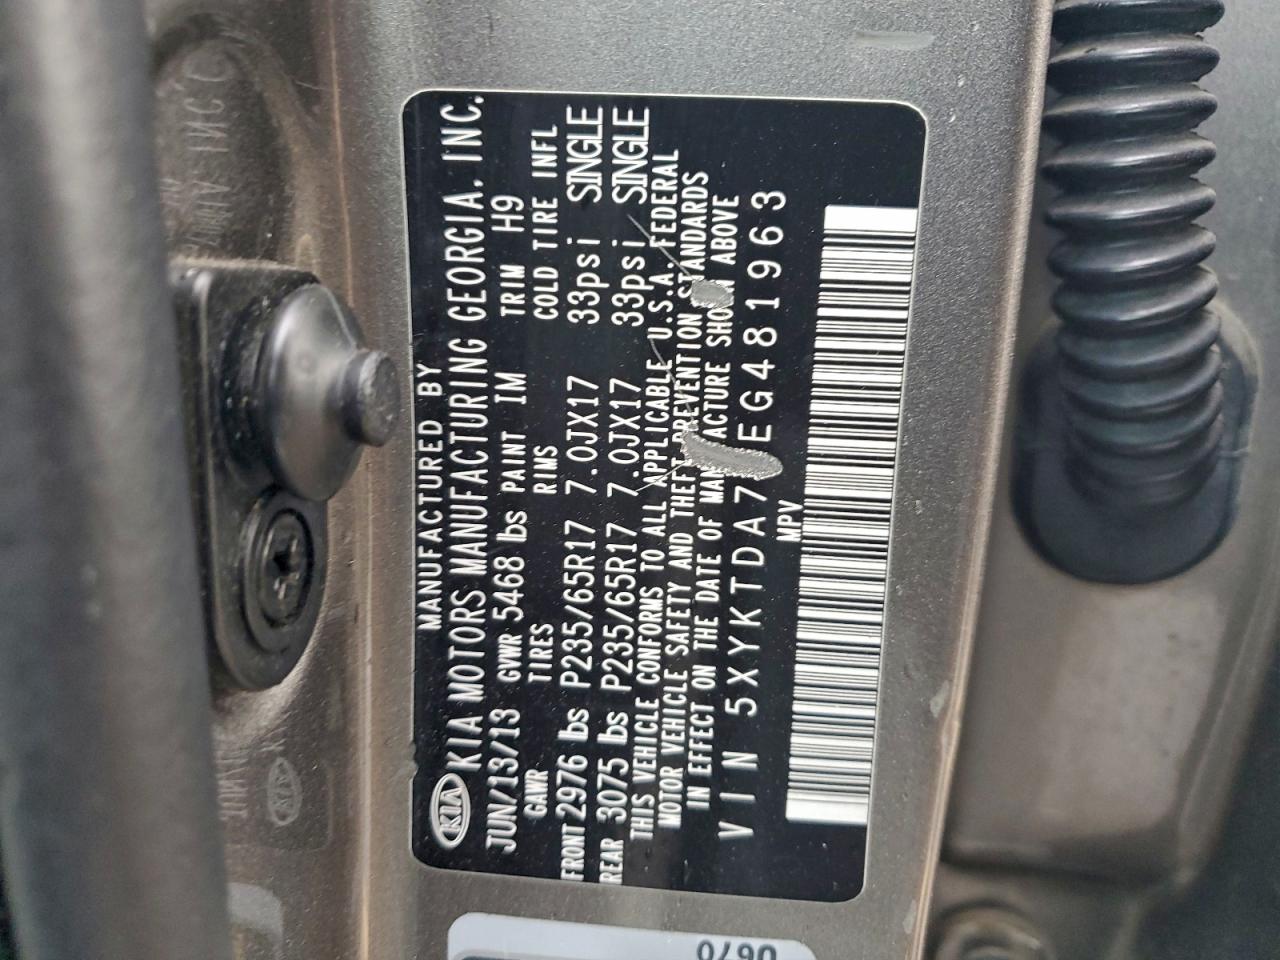 MANUFACTURED BY
KIA KIA MOTORS MANUFACTURING GEORGIA, INC.
JUN/13/13 GVWR 5468 lbs PAINT IM TRIM H9
GAWR TIRES RIMS COLD TIRE INFL
FRONT 2976 lbs P235/65R17 7.0JX17 33psi SINGLE
REAR 3075 lbs P235/65R17 7.0JX17 33psi SINGLE
THIS VEHICLE CONFORMS TO ALL APPLICABLE U.S.A. FEDERAL
MOTOR VEHICLE SAFETY AND THEFT PREVENTION STANDARDS
IN EFFECT ON THE DATE OF MANUFACTURE SHOWN ABOVE
VIN 5XYKTDA7 EG481963
MPV
0670